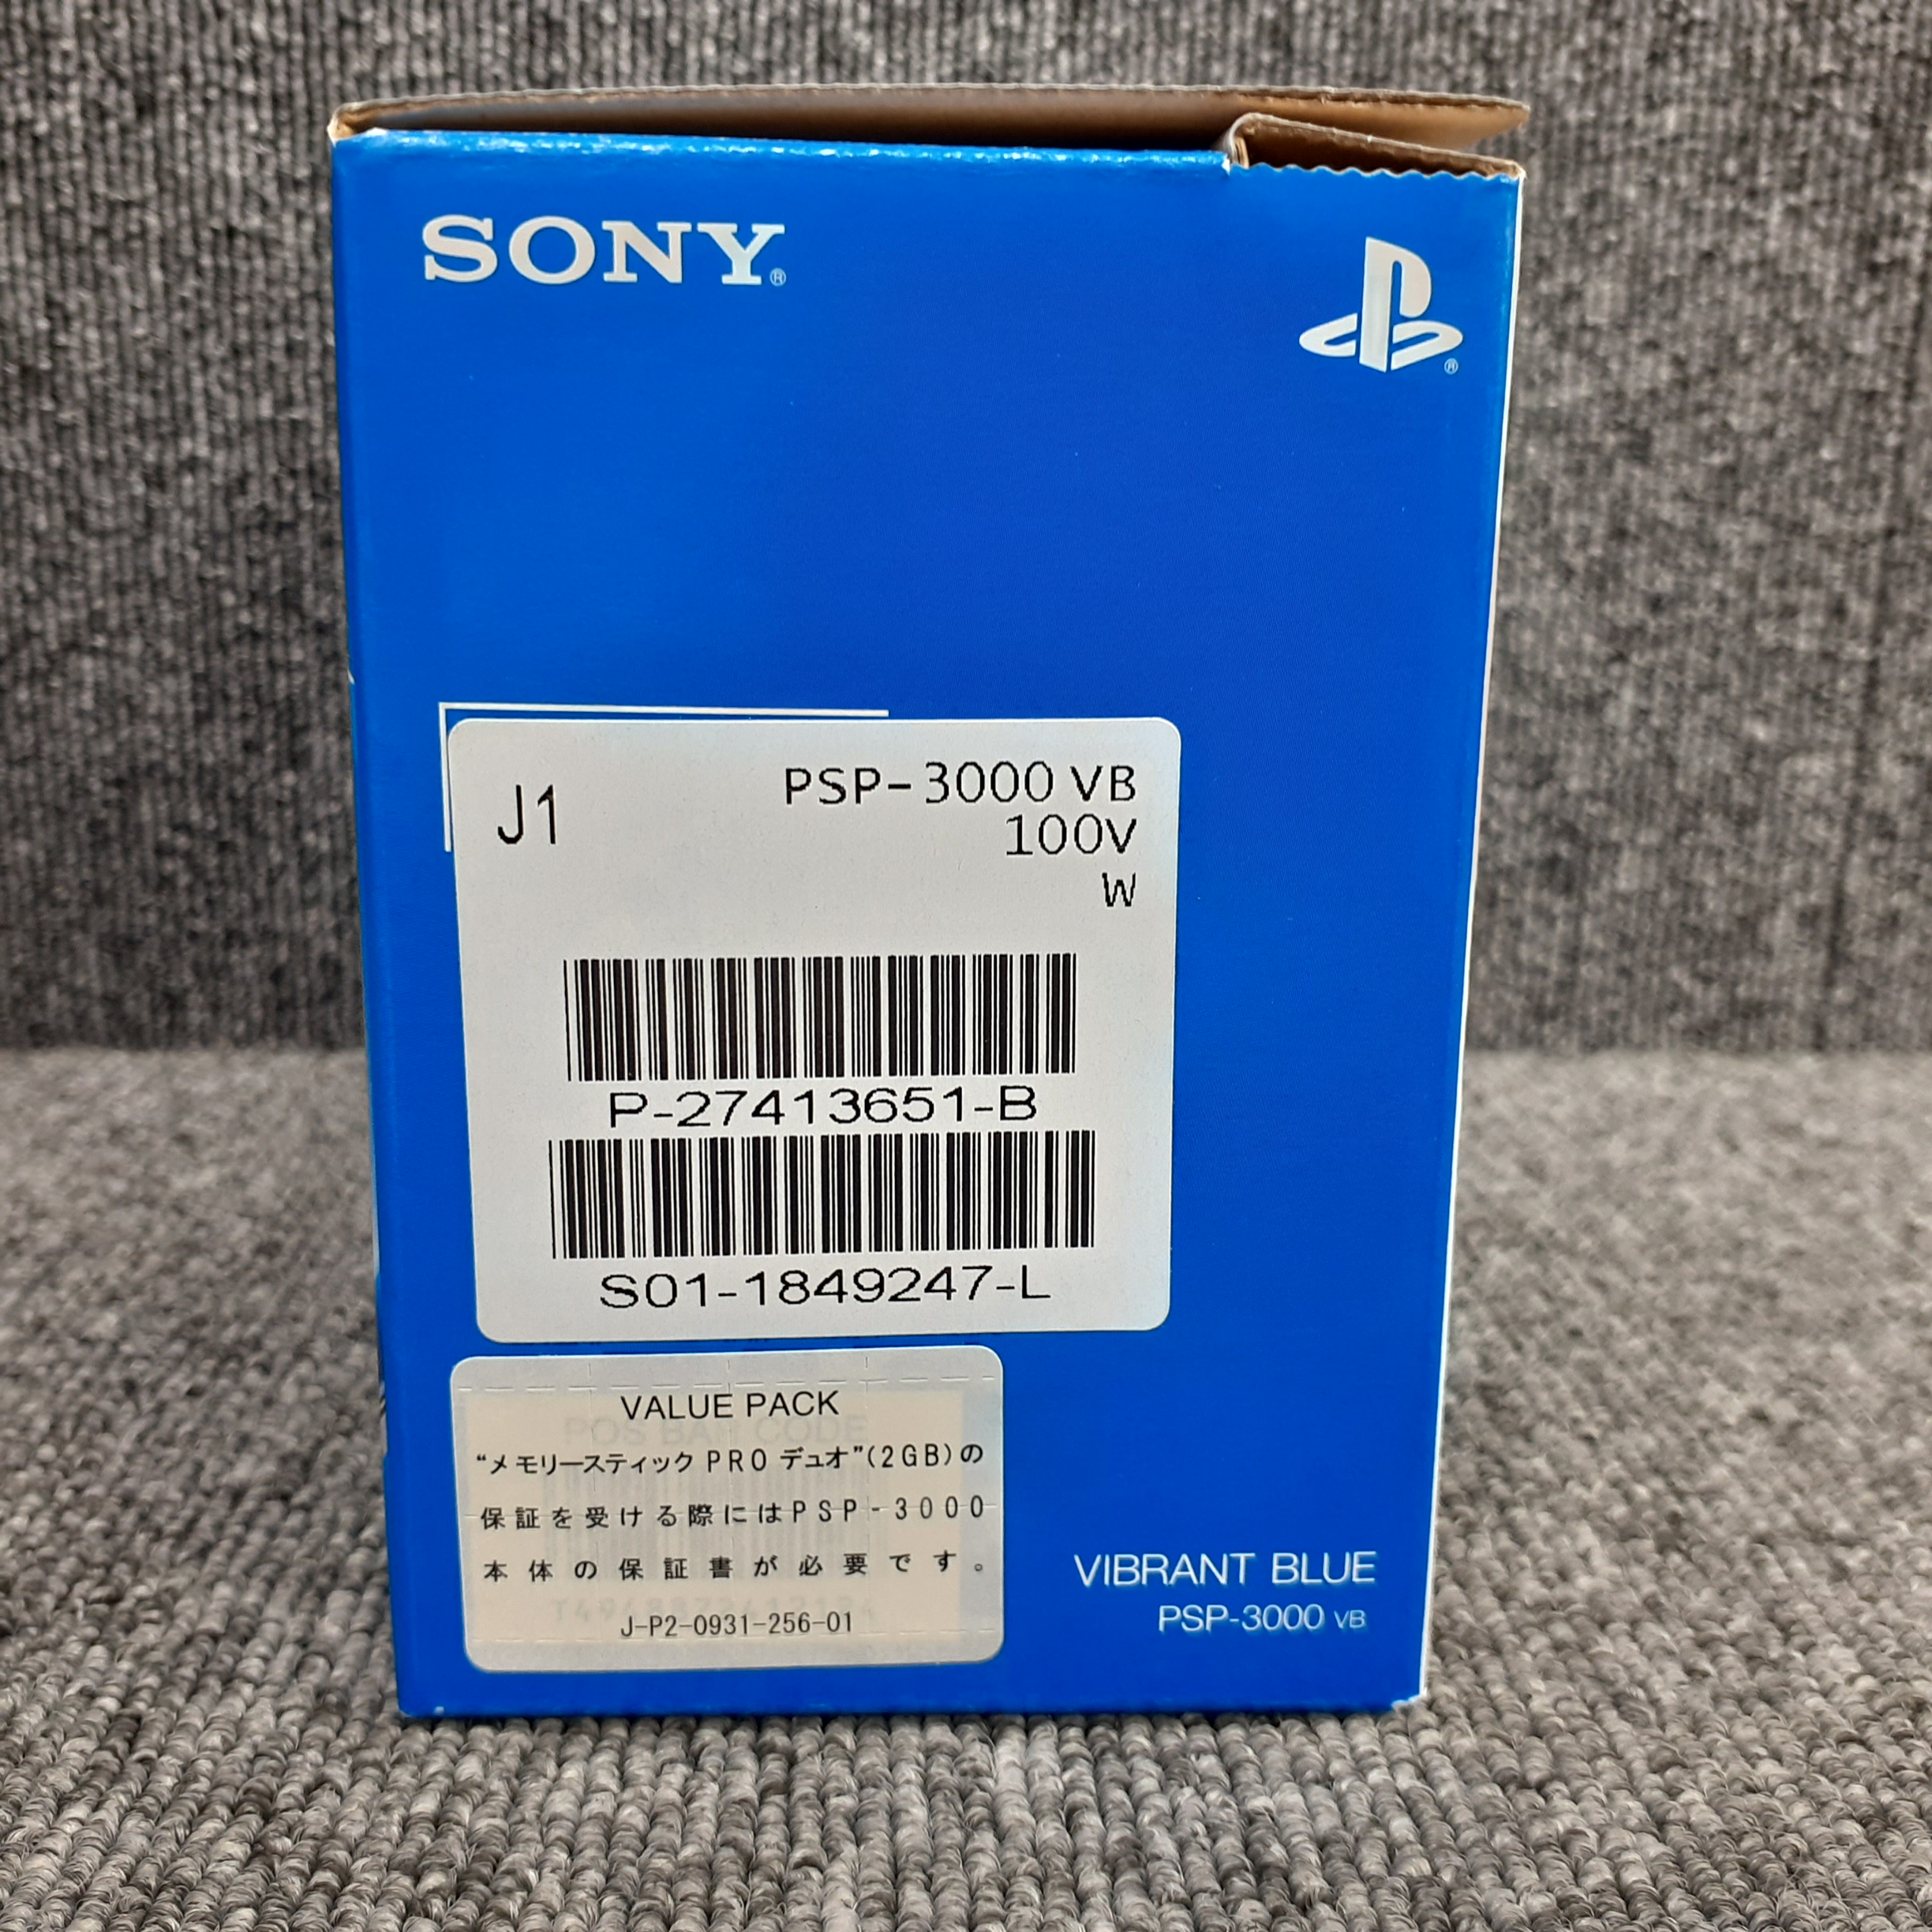 SONY®
®
J1
PSP-3000 VB
100V
W
P-27413651-B
S01-1849247-L
VALUE PACK
POS BAR CODE
“メモリースティック PRO デュオ”(2GB)の
保証を受ける際にはPSP-3000
本体の保証書が必要です。
J-P2-0931-256-01
VIBRANT BLUE
PSP-3000 VB